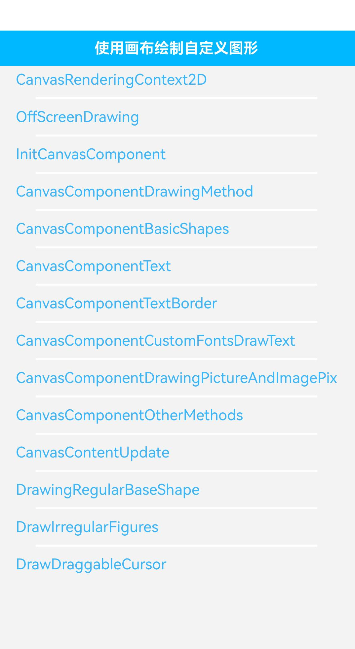 使用画布绘制自定义图形
CanvasRenderingContext2D
OffScreenDrawing
InitCanvasComponent
CanvasComponentDrawingMethod
CanvasComponentBasicShapes
CanvasComponentText
CanvasComponentTextBorder
CanvasComponentCustomFontsDrawText
CanvasComponentDrawingPictureAndImagePix
CanvasComponentOtherMethods
CanvasContentUpdate
DrawingRegularBaseShape
DrawIrregularFigures
DrawDraggableCursor